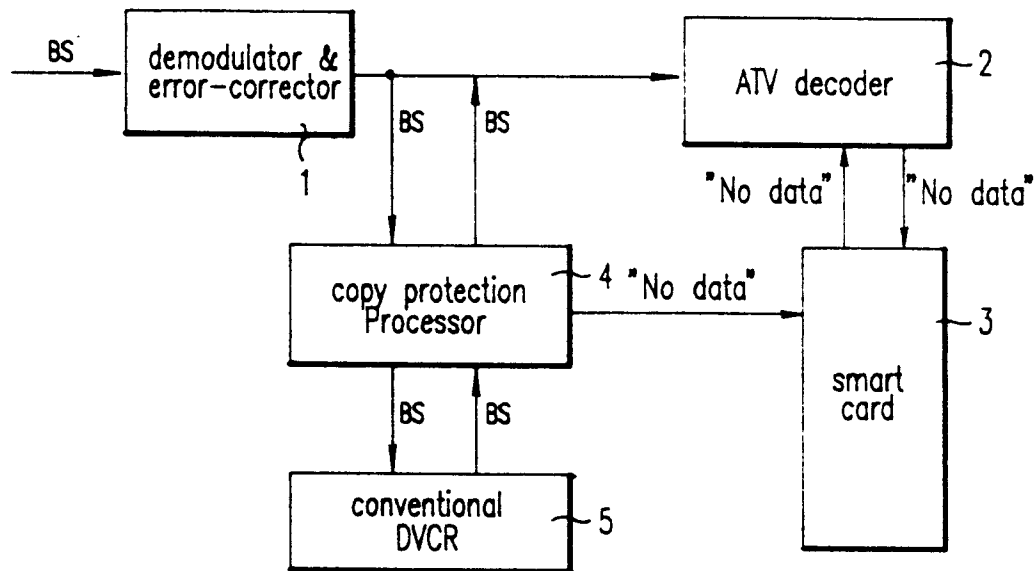 BS
demodulator &
error-corrector
1
BS
BS
ATV decoder
2
"No data"
"No data"
copy protection
Processor
4
"No data"
smart
card
3
BS
BS
conventional
DVCR
5